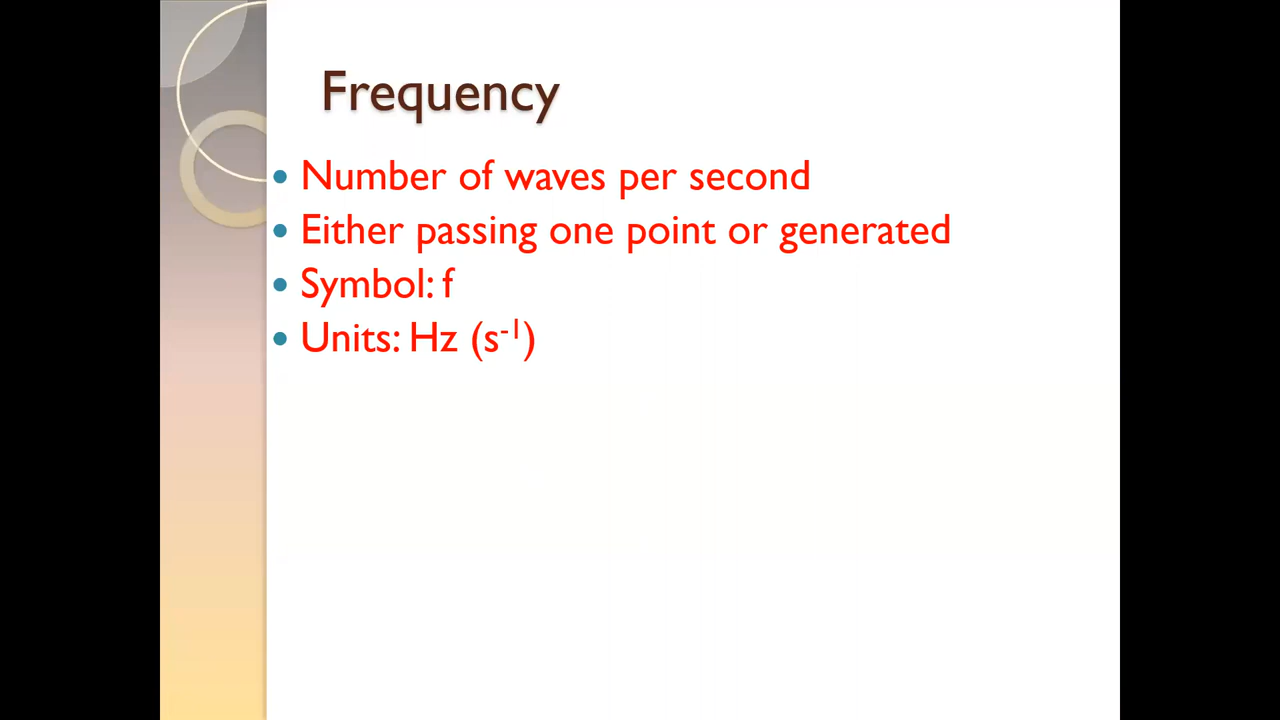 Frequency
• Number of waves per second
• Either passing one point or generated
• Symbol: f
• Units: Hz (s⁻¹)